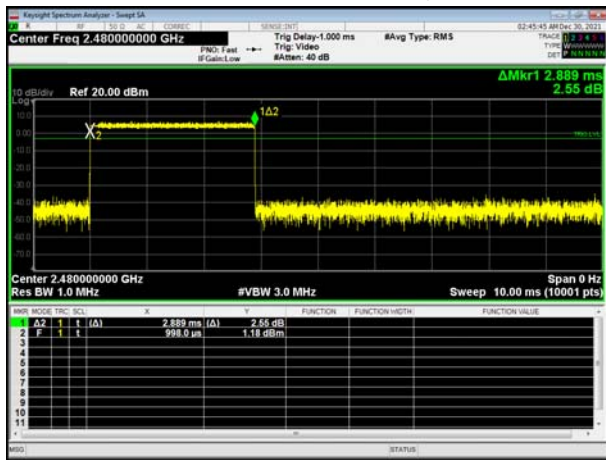 Keysight Spectrum Analyzer - Swept SA
R RF 50 Ω AC CORREC SENSE:INT 02:45:45 AM Dec 30, 2021
Center Freq 2.480000000 GHz Trig Delay-1.000 ms #Avg Type: RMS TRACE 1 2 3 4 5 6
PNO: Fast Trig: Video TYPE WWWWWW
IFGain:Low #Atten: 40 dB DET P N N N N N
ΔMkr1 2.889 ms
10 dB/div Ref 20.00 dBm 2.55 dB
Log
10.0
1Δ2
2
0.00
TRIG LVL
-10.0
-20.0
-30.0
-40.0
-50.0
-60.0
-70.0
Center 2.480000000 GHz Span 0 Hz
Res BW 1.0 MHz #VBW 3.0 MHz Sweep 10.00 ms (10001 pts)
MKR MODE TRC SCL X Y FUNCTION FUNCTION WIDTH FUNCTION VALUE
1 Δ2 1 t (Δ) 2.889 ms (Δ) 2.55 dB
2 F 1 t 998.0 µs 1.18 dBm
3
4
5
6
7
8
9
10
11
MSG STATUS